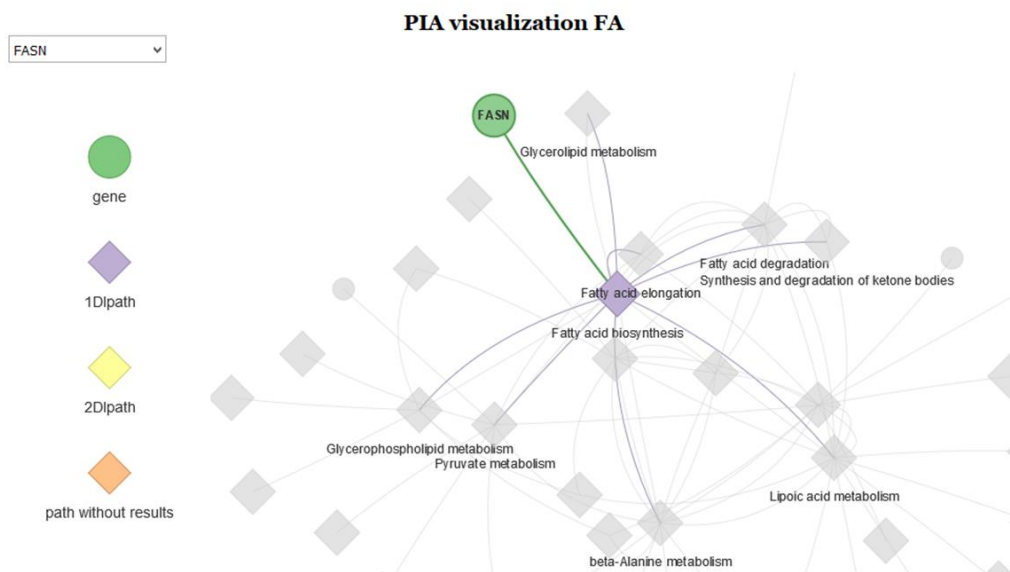 PIA visualization FA
FASN
FASN
Glycerolipid metabolism
gene
Fatty acid degradation
Synthesis and degradation of ketone bodies
Fatty acid elongation
1Dlpath
Fatty acid biosynthesis
2Dlpath
Glycerophospholipid metabolism
Pyruvate metabolism
Lipoic acid metabolism
path without results
beta-Alanine metabolism